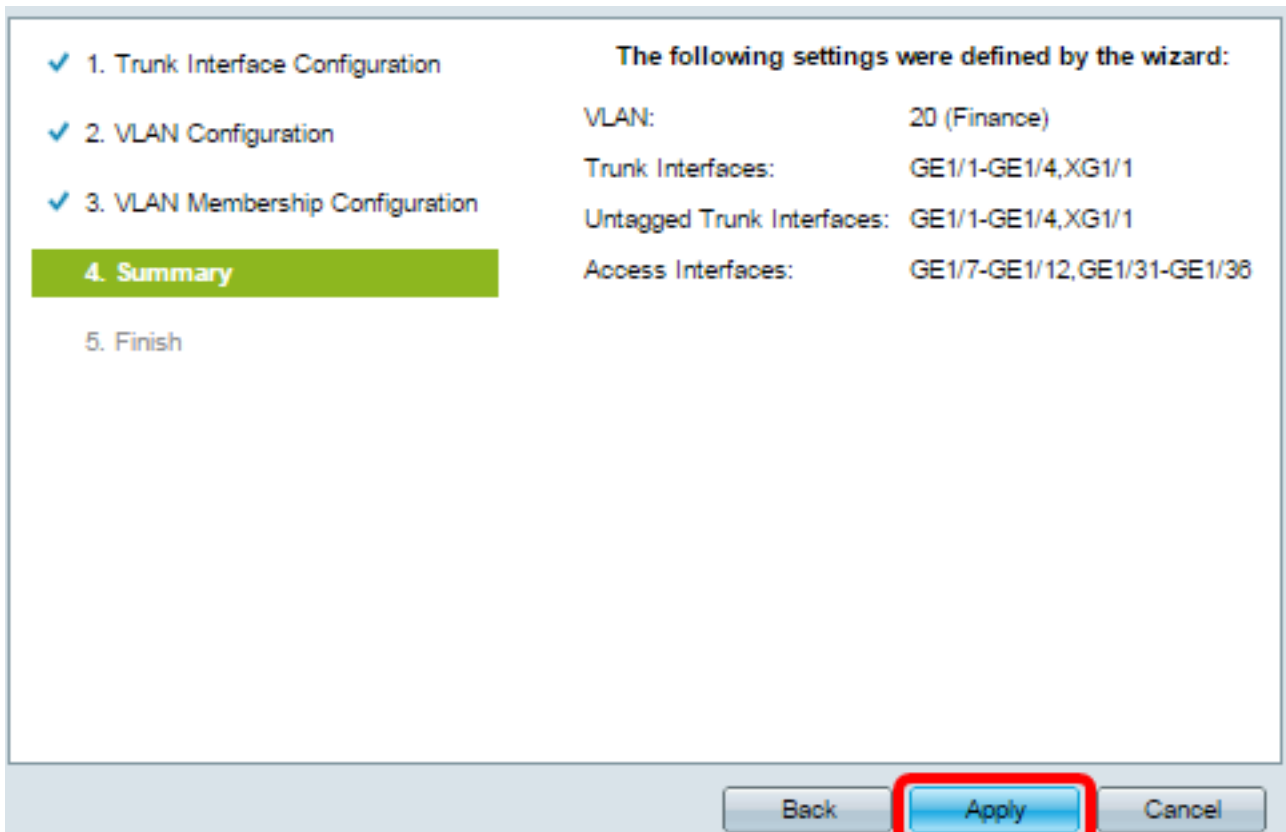 1. Trunk Interface Configuration
2. VLAN Configuration
3. VLAN Membership Configuration
4. Summary
5. Finish
The following settings were defined by the wizard:
VLAN: 20 (Finance)
Trunk Interfaces: GE1/1-GE1/4,XG1/1
Untagged Trunk Interfaces: GE1/1-GE1/4,XG1/1
Access Interfaces: GE1/7-GE1/12,GE1/31-GE1/36
Back Apply Cancel